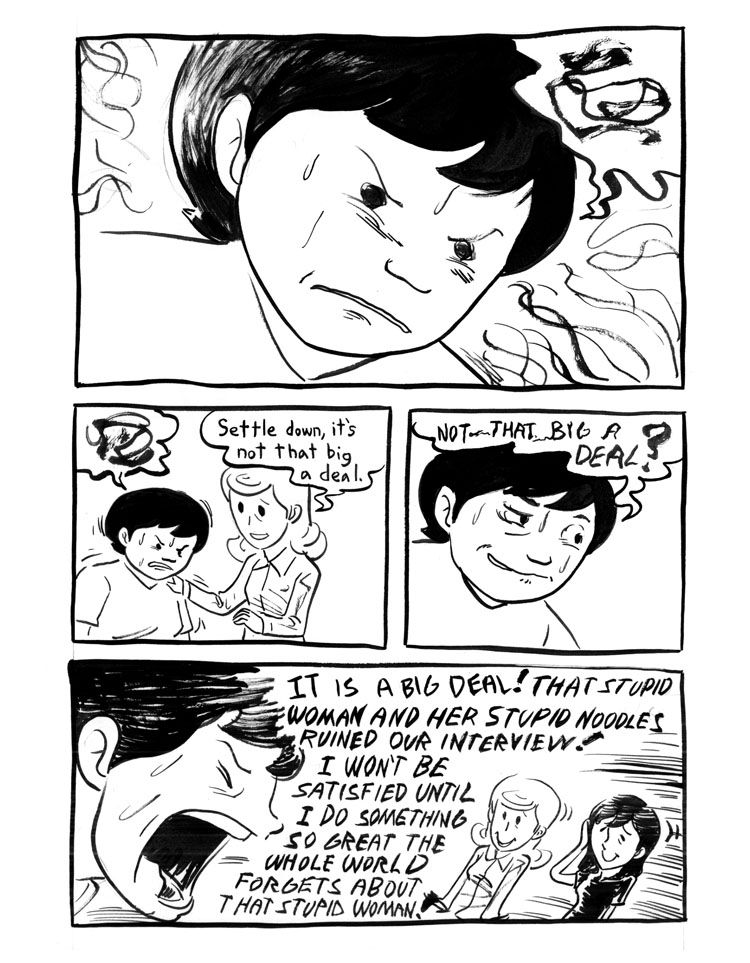 Settle down, it's
not that big
a deal.
NOT THAT BIG A
DEAL?
IT IS A BIG DEAL! THAT STUPID
WOMAN AND HER STUPID NOODLES
RUINED OUR INTERVIEW!
I WON'T BE
SATISFIED UNTIL
I DO SOMETHING
SO GREAT THE
WHOLE WORLD
FORGETS ABOUT
THAT STUPID WOMAN!